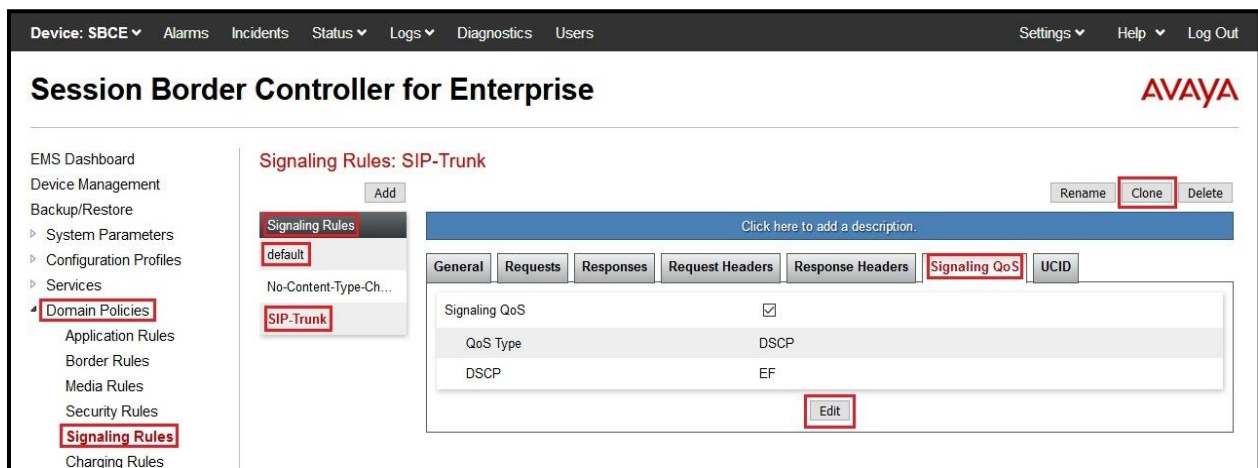 Device: SBCE Alarms Incidents Status Logs Diagnostics Users Settings Help Log Out
Session Border Controller for Enterprise
AVAYA
EMS Dashboard
Device Management
Backup/Restore
System Parameters
Configuration Profiles
Services
Domain Policies
Application Rules
Border Rules
Media Rules
Security Rules
Signaling Rules
Charging Rules
Signaling Rules: SIP-Trunk
Add
Rename Clone Delete
Signaling Rules
default
No-Content-Type-Ch...
SIP-Trunk
Click here to add a description.
General Requests Responses Request Headers Response Headers Signaling QoS UCID
Signaling QoS
QoS Type DSCP
DSCP EF
Edit